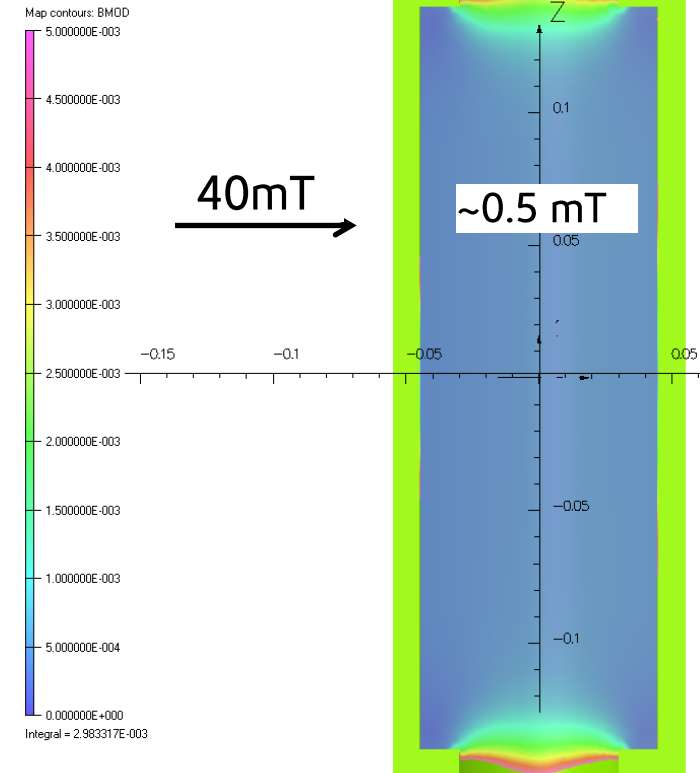 Map contours: BMOD
5.000000E-003
4.500000E-003
4.000000E-003
3.500000E-003
3.000000E-003
2.500000E-003
2.000000E-003
1.500000E-003
1.000000E-003
5.000000E-004
0.000000E+000
Integral = 2.983317E-003
40mT
~0.5 mT
Z
0.1
0.05
-0.15
-0.1
-0.05
0.05
-0.05
-0.1